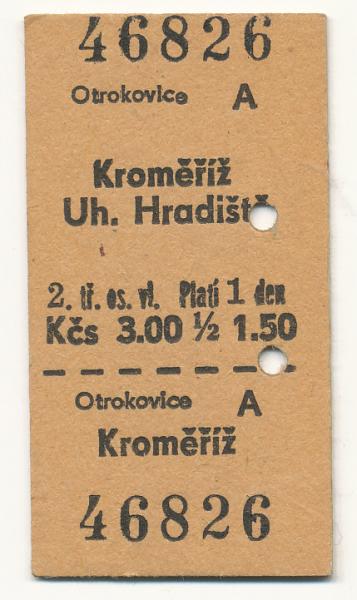 46826
Otrokovice A
Kroměříž
Uh. Hradiště
2. tř. os. vl. Platí 1 den
Kčs 3.00 ½ 1.50
Otrokovice A
Kroměříž
46826